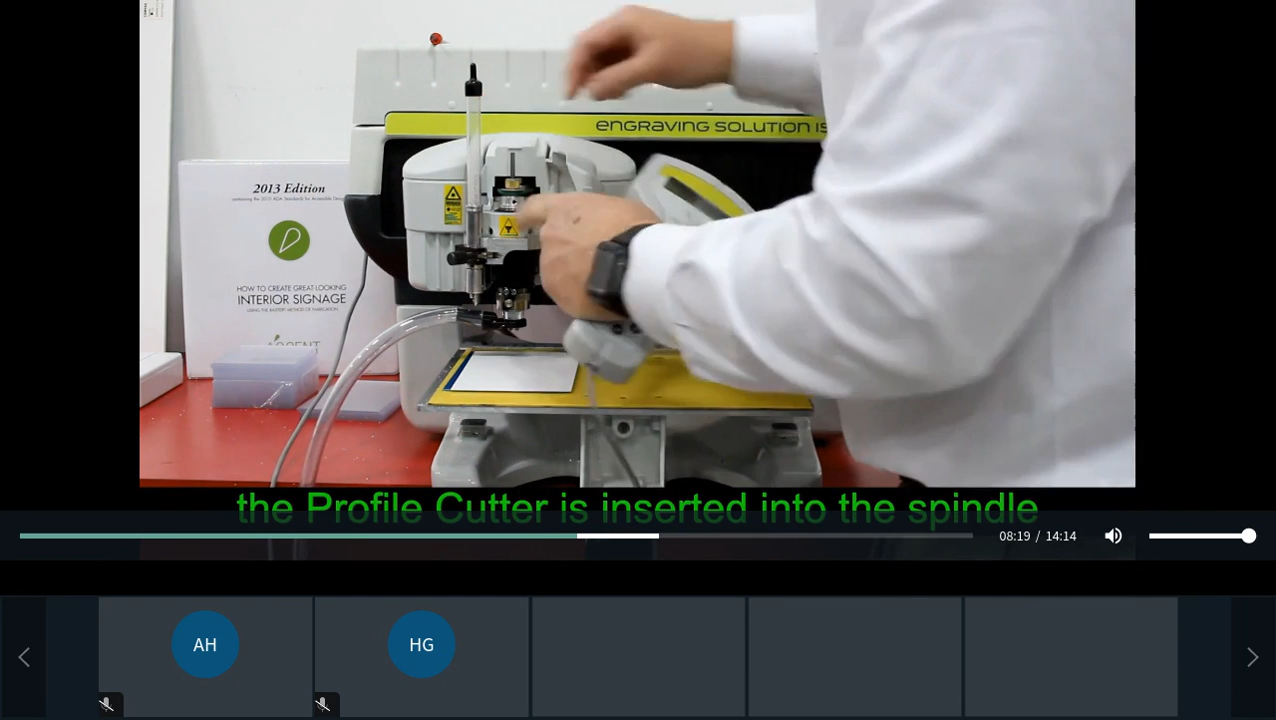 ENGRAVING SOLUTION IS
2013 Edition
HOW TO CREATE GREAT-LOOKING
INTERIOR SIGNAGE
the Profile Cutter is inserted into the spindle
08:19 / 14:14
AH
HG